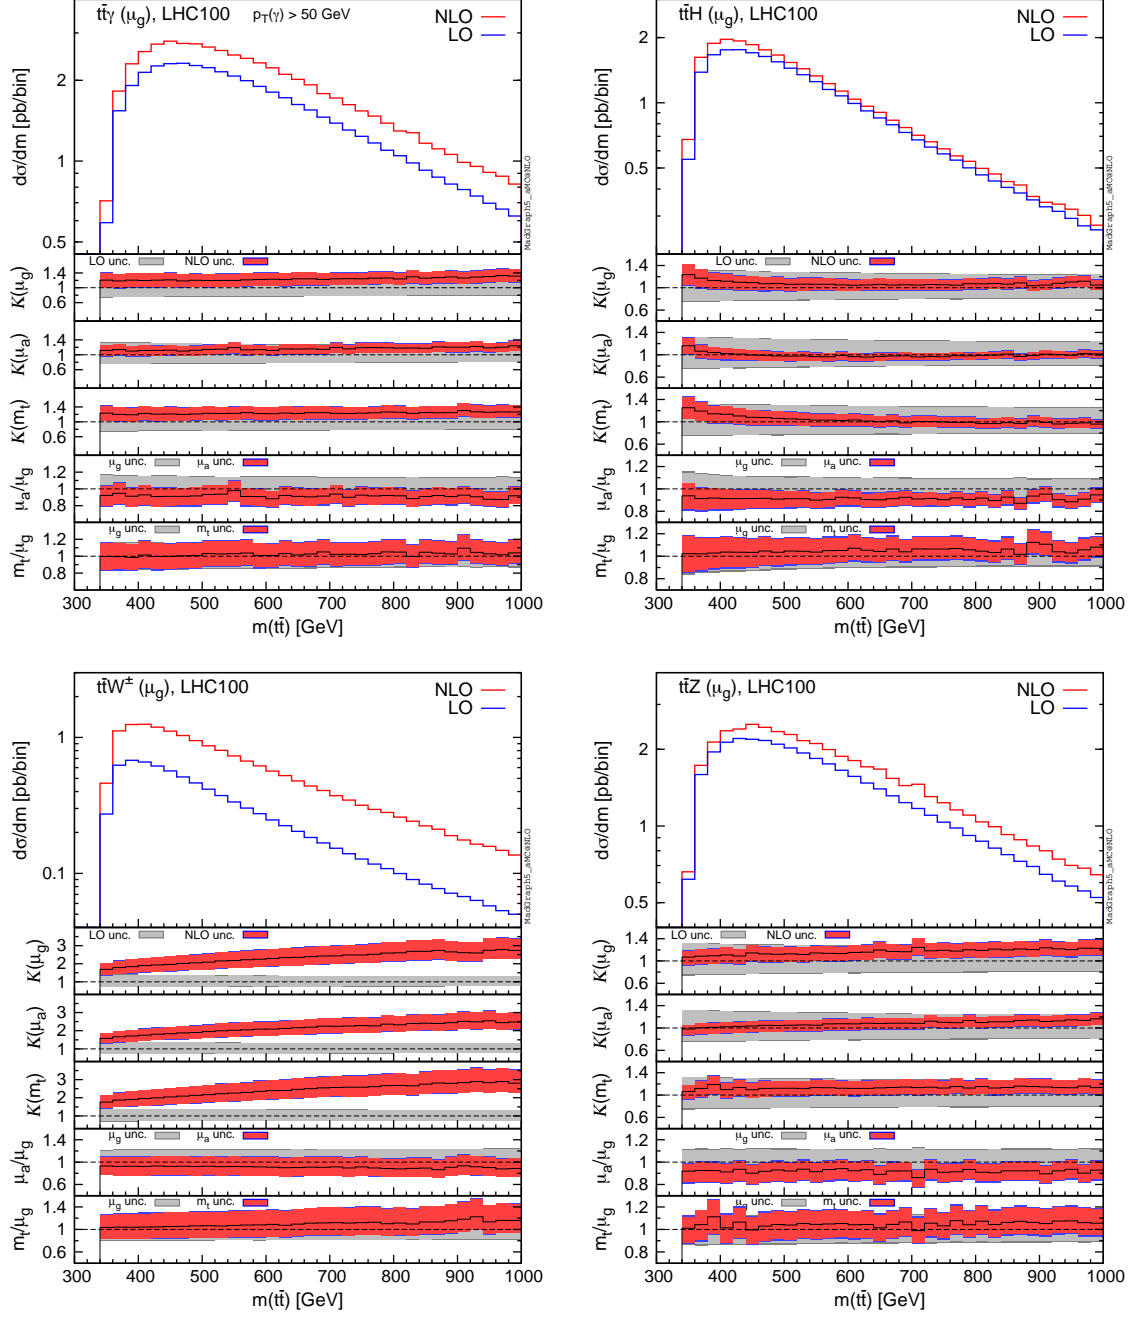 tt̄γ (μg), LHC100 pT(γ) > 50 GeV
NLO
LO
dσ/dm [pb/bin]
2
1
0.5
MadGraph5_aMC@NLO
LO unc. NLO unc.
K(μg)
1.4
1
0.6
K(μa)
1.4
1
0.6
K(mt)
1.4
1
0.6
μg unc. μa unc.
μa/μg
1.2
1
0.8
μg unc. mt unc.
mt/μg
1.2
1
0.8
300 400 500 600 700 800 900 1000
m(tt̄) [GeV]
tt̄H (μg), LHC100
NLO
LO
dσ/dm [pb/bin]
2
1
0.5
MadGraph5_aMC@NLO
LO unc. NLO unc.
K(μg)
1.4
1
0.6
K(μa)
1.4
1
0.6
K(mt)
1.4
1
0.6
μg unc. μa unc.
μa/μg
1.2
1
0.8
μg unc. mt unc.
mt/μg
1.2
1
0.8
300 400 500 600 700 800 900 1000
m(tt̄) [GeV]
tt̄W± (μg), LHC100
NLO
LO
dσ/dm [pb/bin]
1
0.1
MadGraph5_aMC@NLO
LO unc. NLO unc.
K(μg)
3
2
1
K(μa)
3
2
1
K(mt)
3
2
1
μg unc. μa unc.
μa/μg
1.4
1
0.6
μg unc. mt unc.
mt/μg
1.4
1
0.6
300 400 500 600 700 800 900 1000
m(tt̄) [GeV]
tt̄Z (μg), LHC100
NLO
LO
dσ/dm [pb/bin]
2
1
0.5
MadGraph5_aMC@NLO
LO unc. NLO unc.
K(μg)
1.4
1
0.6
K(μa)
1.4
1
0.6
K(mt)
1.4
1
0.6
μg unc. μa unc.
μa/μg
1.2
1
0.8
μg unc. mt unc.
mt/μg
1.2
1
0.8
300 400 500 600 700 800 900 1000
m(tt̄) [GeV]